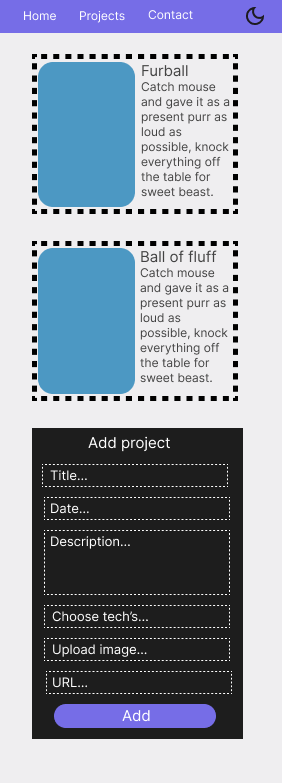 Home Projects Contact
Furball
Catch mouse
and gave it as a
present purr as
loud as
possible, knock
everything off
the table for
sweet beast.
Ball of fluff
Catch mouse
and gave it as a
present purr as
loud as
possible, knock
everything off
the table for
sweet beast.
Add project
Title...
Date...
Description...
Choose tech's...
Upload image...
URL...
Add